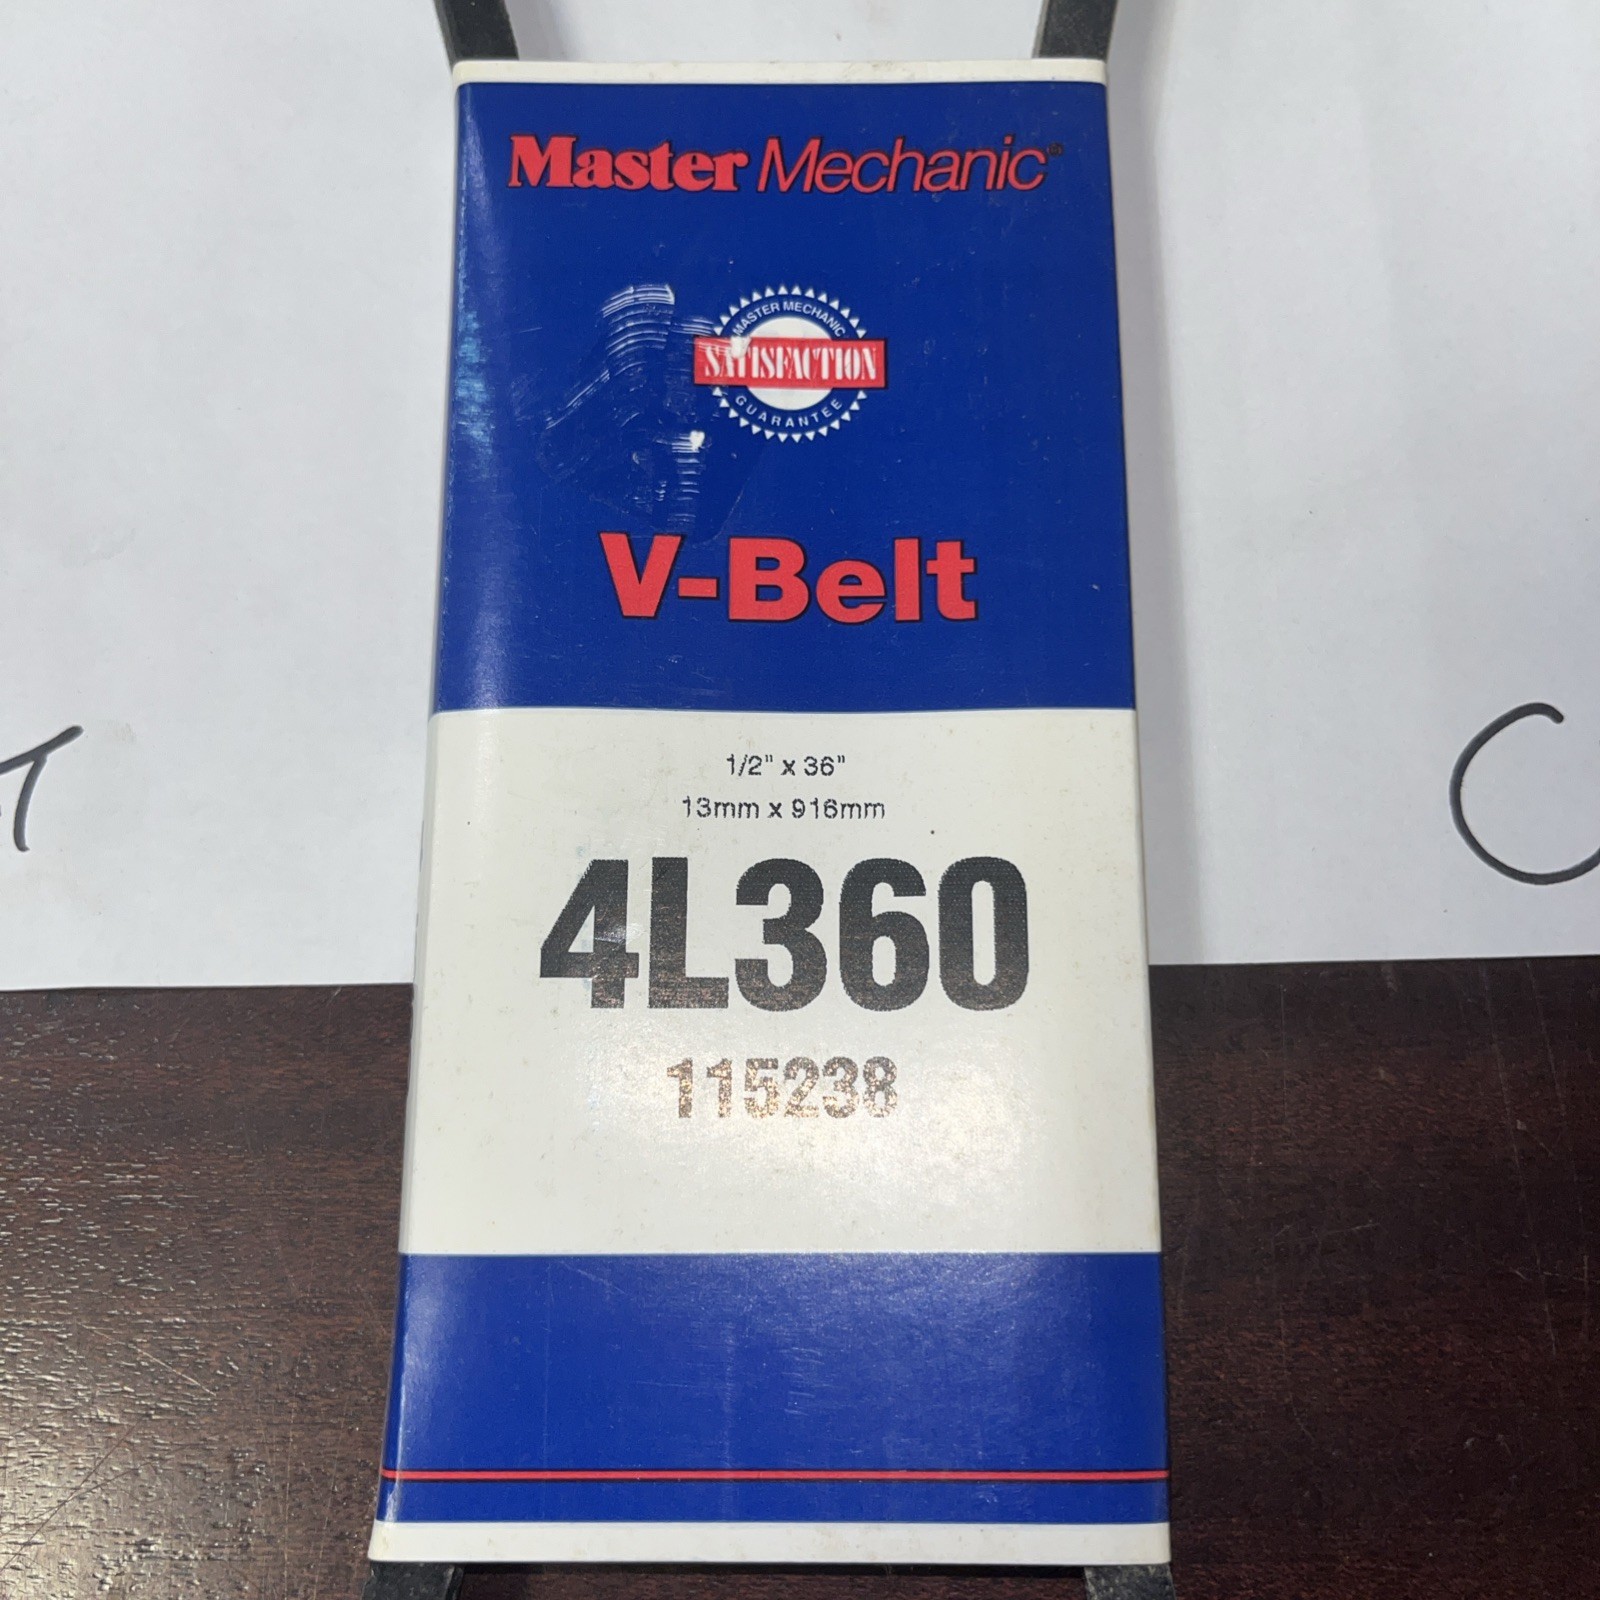 Master Mechanic®
MASTER MECHANIC
SATISFACTION
GUARANTEE
V-Belt
1/2" x 36"
13mm x 916mm
4L360
115238